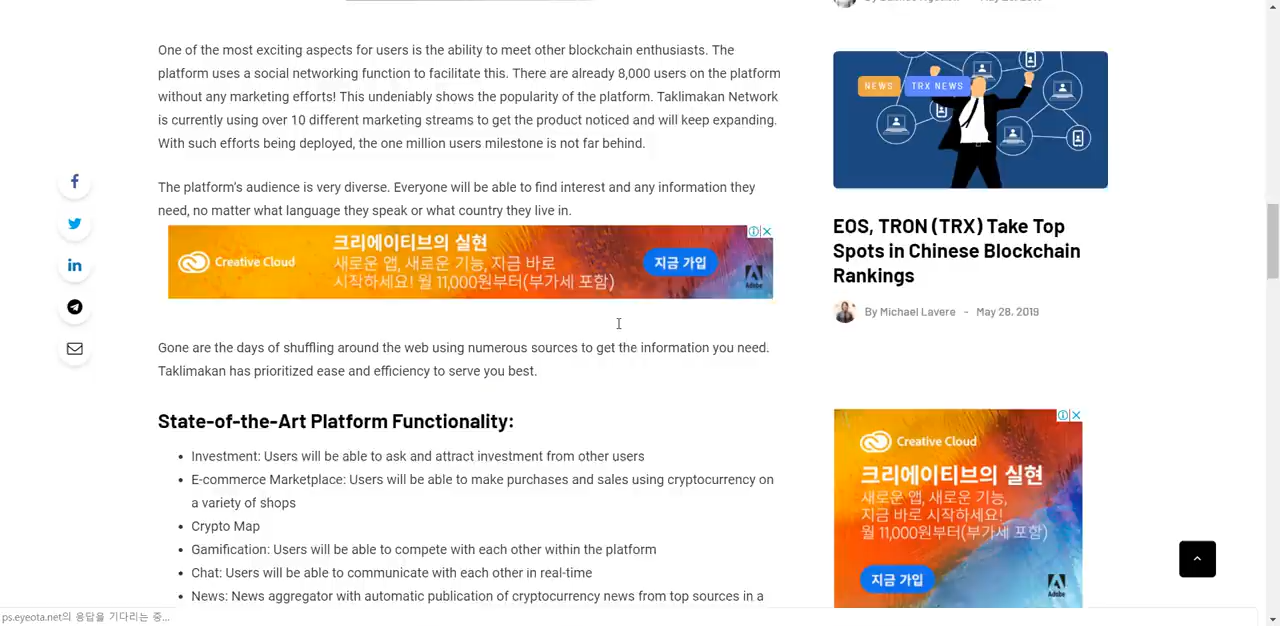 One of the most exciting aspects for users is the ability to meet other blockchain enthusiasts. The
platform uses a social networking function to facilitate this. There are already 8,000 users on the platform
without any marketing efforts! This undeniably shows the popularity of the platform. Taklimakan Network
is currently using over 10 different marketing streams to get the product noticed and will keep expanding.
With such efforts being deployed, the one million users milestone is not far behind.
The platform's audience is very diverse. Everyone will be able to find interest and any information they
need, no matter what language they speak or what country they live in.
Creative Cloud
크리에이티브의 실현
새로운 앱, 새로운 기능, 지금 바로
시작하세요! 월 11,000원부터(부가세 포함)
지금 가입
Adobe
Gone are the days of shuffling around the web using numerous sources to get the information you need.
Taklimakan has prioritized ease and efficiency to serve you best.
State-of-the-Art Platform Functionality:
• Investment: Users will be able to ask and attract investment from other users
• E-commerce Marketplace: Users will be able to make purchases and sales using cryptocurrency on
a variety of shops
• Crypto Map
• Gamification: Users will be able to compete with each other within the platform
• Chat: Users will be able to communicate with each other in real-time
• News: News aggregator with automatic publication of cryptocurrency news from top sources in a
NEWS
TRX NEWS
EOS, TRON (TRX) Take Top
Spots in Chinese Blockchain
Rankings
By Michael Lavere - May 28, 2019
Creative Cloud
크리에이티브의 실현
새로운 앱, 새로운 기능,
지금 바로 시작하세요!
월 11,000원부터(부가세 포함)
지금 가입
Adobe
ps.eyeota.net의 응답을 기다리는 중...